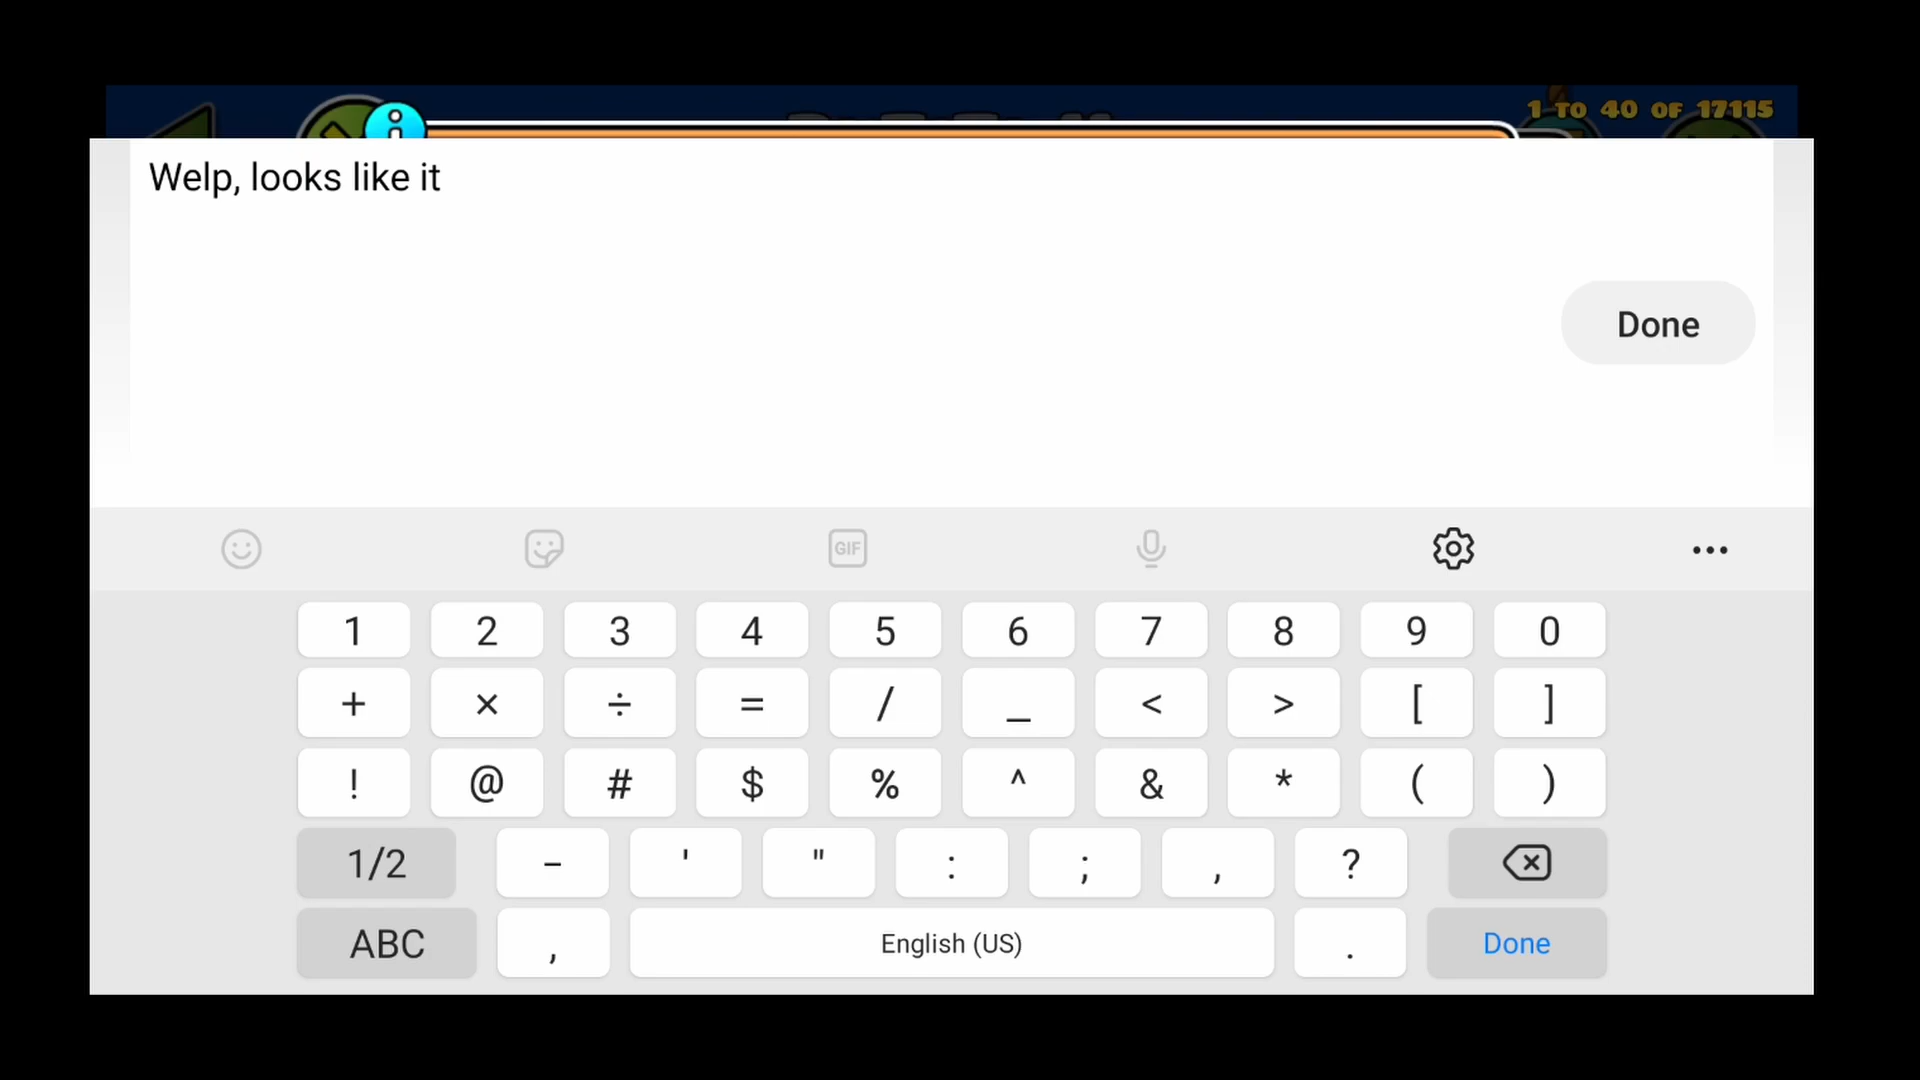 1 TO 40 OF 17115
Welp, looks like it
Done
GIF
1 2 3 4 5 6 7 8 9 0
+ × ÷ = / _ < > [ ]
! @ # $ % ^ & * ( )
1/2 - ' " : ; , ?
ABC , English (US) . Done